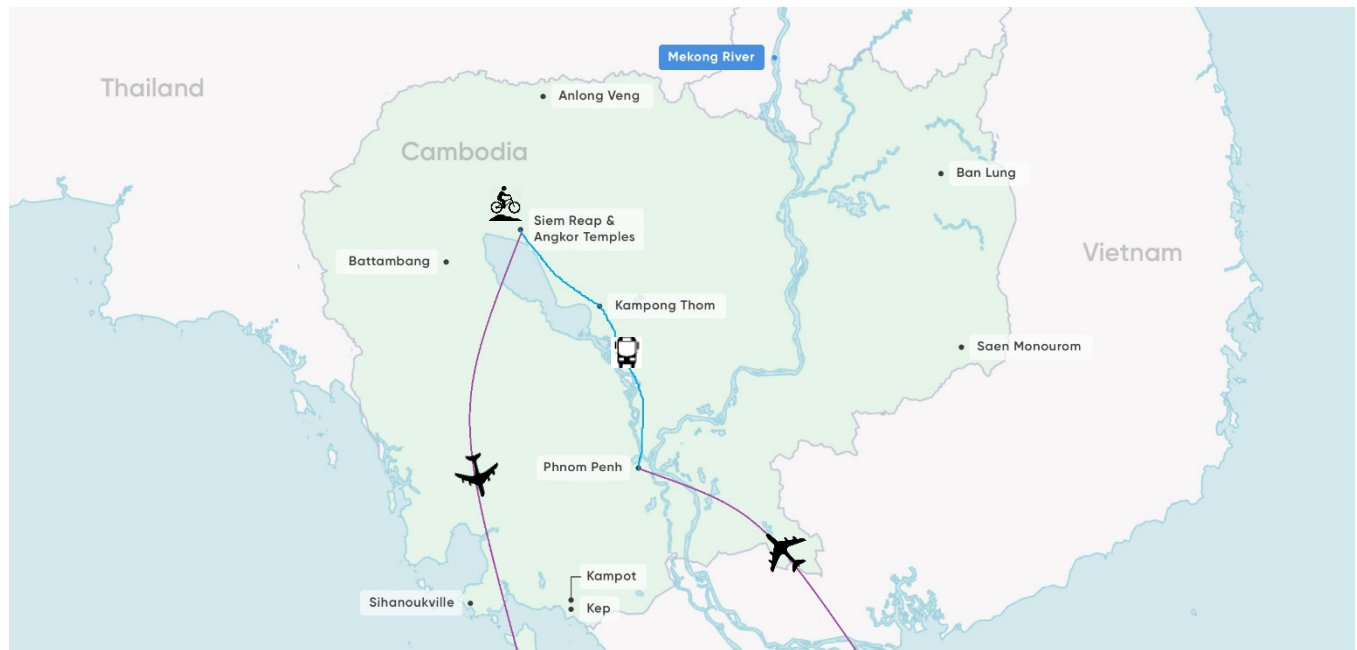 Mekong River
Thailand
Anlong Veng
Cambodia
Ban Lung
Siem Reap &
Angkor Temples
Vietnam
Battambang
Kampong Thom
Saen Monourom
Phnom Penh
Kampot
Sihanoukville
Kep